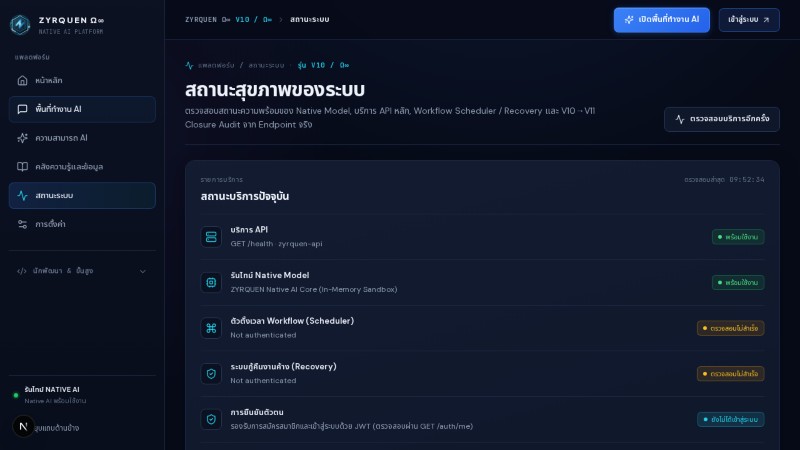 ZYRQUEN Ω∞
NATIVE AI PLATFORM
แพลตฟอร์ม
หน้าหลัก
พื้นที่ทำงาน AI
ความสามารถ AI
คลังความรู้และข้อมูล
สถานะระบบ
การตั้งค่า
นักพัฒนา & ขั้นสูง
รันไทม์ NATIVE AI
Native AI พร้อมใช้งาน
N
ยุบแถบด้านข้าง
ZYRQUEN Ω∞ V10 / Ω∞ › สถานะระบบ
เปิดพื้นที่ทำงาน AI
เข้าสู่ระบบ
แพลตฟอร์ม / สถานะระบบ · รุ่น V10 / Ω∞
สถานะสุขภาพของระบบ
ตรวจสอบสถานะความพร้อมของ Native Model, บริการ API หลัก, Workflow Scheduler / Recovery และ V10→V11
Closure Audit จาก Endpoint จริง
ตรวจสอบบริการอีกครั้ง
รายการบริการ
สถานะบริการปัจจุบัน
ตรวจสอบล่าสุด 09:52:34
บริการ API
GET /health · zyrquen-api
พร้อมใช้งาน
รันไทม์ Native Model
ZYRQUEN Native AI Core (In-Memory Sandbox)
พร้อมใช้งาน
ตัวตั้งเวลา Workflow (Scheduler)
Not authenticated
ตรวจสอบไม่สำเร็จ
ระบบกู้คืนงานค้าง (Recovery)
Not authenticated
ตรวจสอบไม่สำเร็จ
การยืนยันตัวตน
รองรับการสมัครสมาชิกและเข้าสู่ระบบด้วย JWT (ตรวจสอบผ่าน GET /auth/me)
ยังไม่ได้เข้าสู่ระบบ